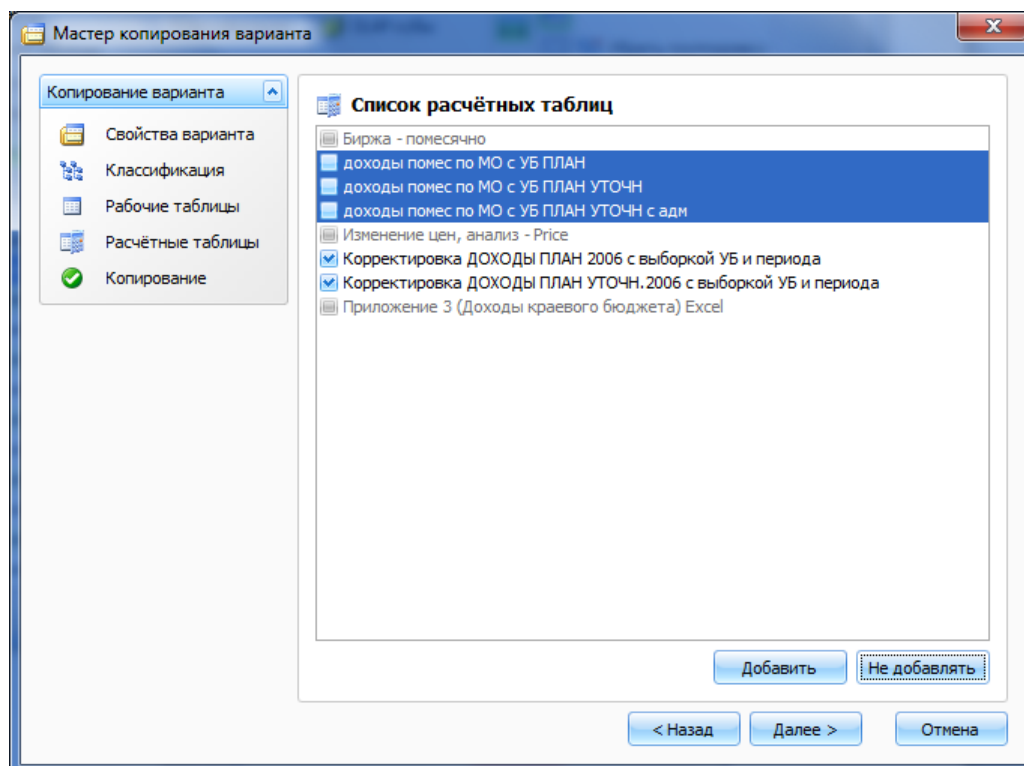 Мастер копирования варианта
Копирование варианта
Свойства варианта
Классификация
Рабочие таблицы
Расчётные таблицы
Копирование
Список расчётных таблиц
Биржа - помесячно
доходы помес по МО с УБ ПЛАН
доходы помес по МО с УБ ПЛАН УТОЧН
доходы помес по МО с УБ ПЛАН УТОЧН с адм
Изменение цен, анализ - Price
Корректировка ДОХОДЫ ПЛАН 2006 с выборкой УБ и периода
Корректировка ДОХОДЫ ПЛАН УТОЧН.2006 с выборкой УБ и периода
Приложение 3 (Доходы краевого бюджета) Excel
Добавить
Не добавлять
< Назад
Далее >
Отмена